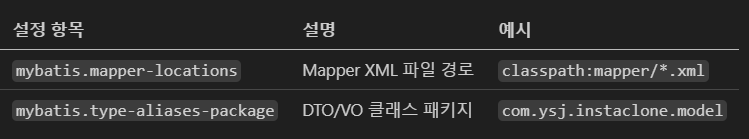 설정 항목 설명 예시
mybatis.mapper-locations Mapper XML 파일 경로 classpath:mapper/*.xml
mybatis.type-aliases-package DTO/VO 클래스 패키지 com.ysj.instaclone.model